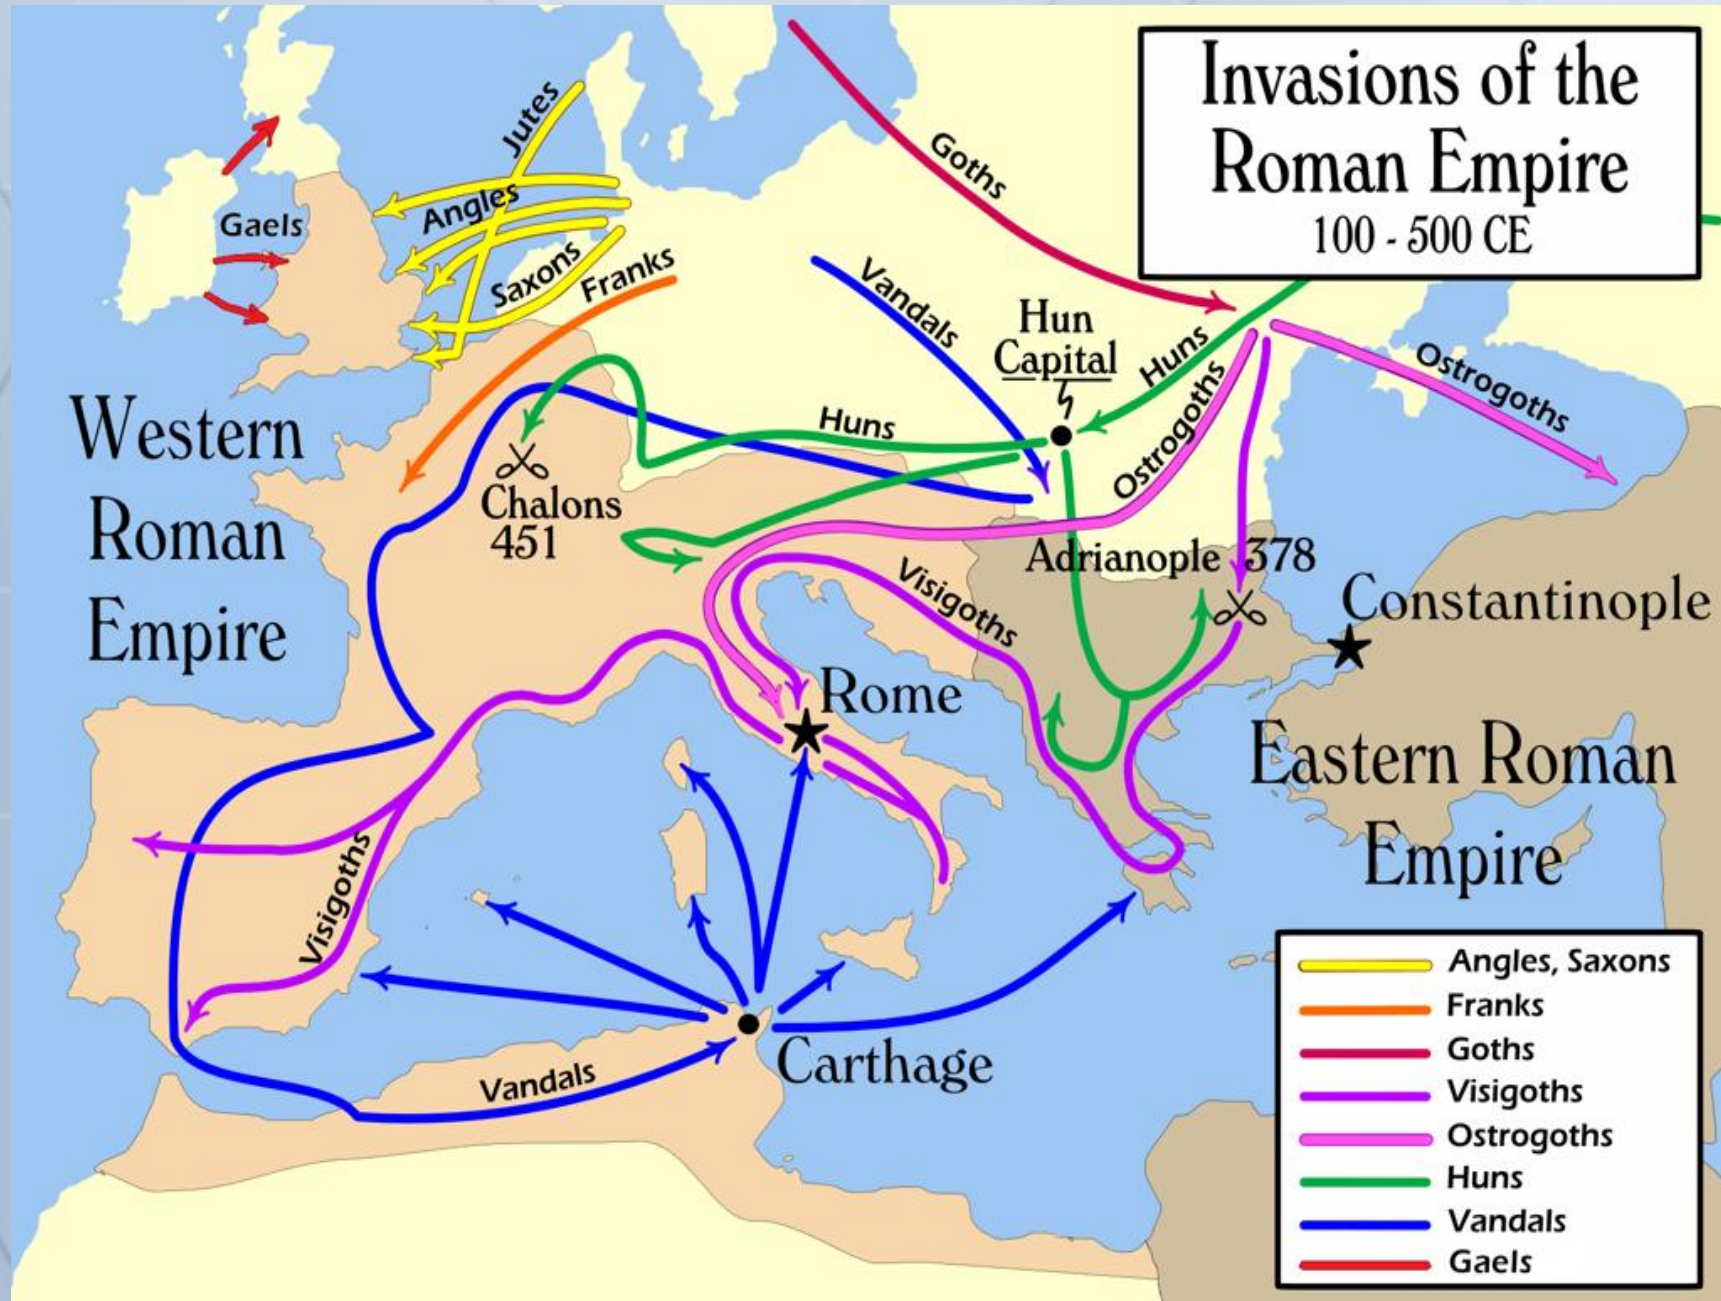 Invasions of the
Roman Empire
100 - 500 CE
Jutes
Angles
Saxons
Franks
Gaels
Goths
Vandals
Hun
Capital
Huns
Ostrogoths
Ostrogoths
Huns
Western
Roman
Empire
Chalons
451
Adrianople 378
Visigoths
Constantinople
Rome
Eastern Roman
Empire
Visigoths
Carthage
Vandals
Angles, Saxons
Franks
Goths
Visigoths
Ostrogoths
Huns
Vandals
Gaels